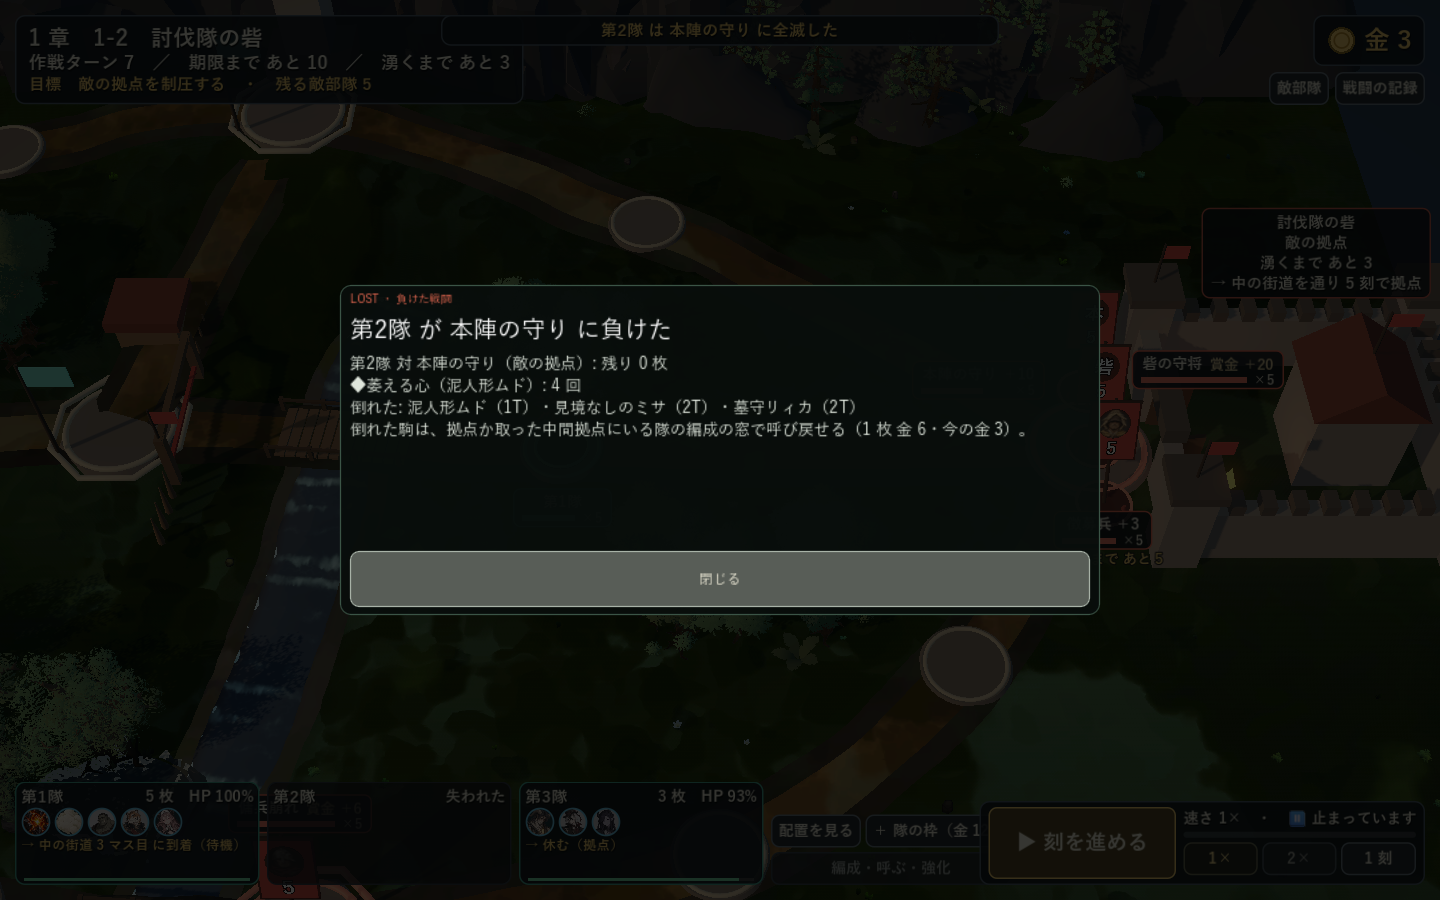 1 章　1-2　討伐隊の砦
作戦ターン 7　／　期限まで あと 10　／　湧くまで あと 3
目標　敵の拠点を制圧する　・　残る敵部隊 5
第2隊 は 本陣の守り に全滅した
金 3
敵部隊
戦闘の記録
討伐隊の砦
敵の拠点
湧くまで あと 3
→ 中の街道を通り 5 刻で拠点
砦の守将 賞金 +20
×5
LOST ・ 負けた戦闘
第2隊 が 本陣の守り に負けた
第2隊 対 本陣の守り（敵の拠点）: 残り 0 枚
◆萎える心（泥人形ムド）: 4 回
倒れた: 泥人形ムド（1T）・見境なしのミサ（2T）・墓守リィカ（2T）
倒れた駒は、拠点か取った中間拠点にいる隊の編成の窓で呼び戻せる（1 枚 金 6・今の金 3）。
閉じる
5
兵 +3
×5
で あと 5
第1隊　5 枚　HP 100%
→ 中の街道 3 マス目 に到着（待機）
第2隊　失われた
5
第3隊　3 枚　HP 93%
→ 休む（拠点）
配置を見る
＋ 隊の枠（金 1
編成・呼ぶ・強化
▶ 刻を進める
速さ 1×　・　⏸ 止まっています
1×
2×
1 刻